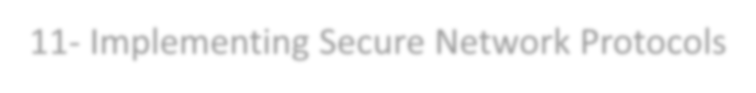 11- Implementing Secure Network Protocols